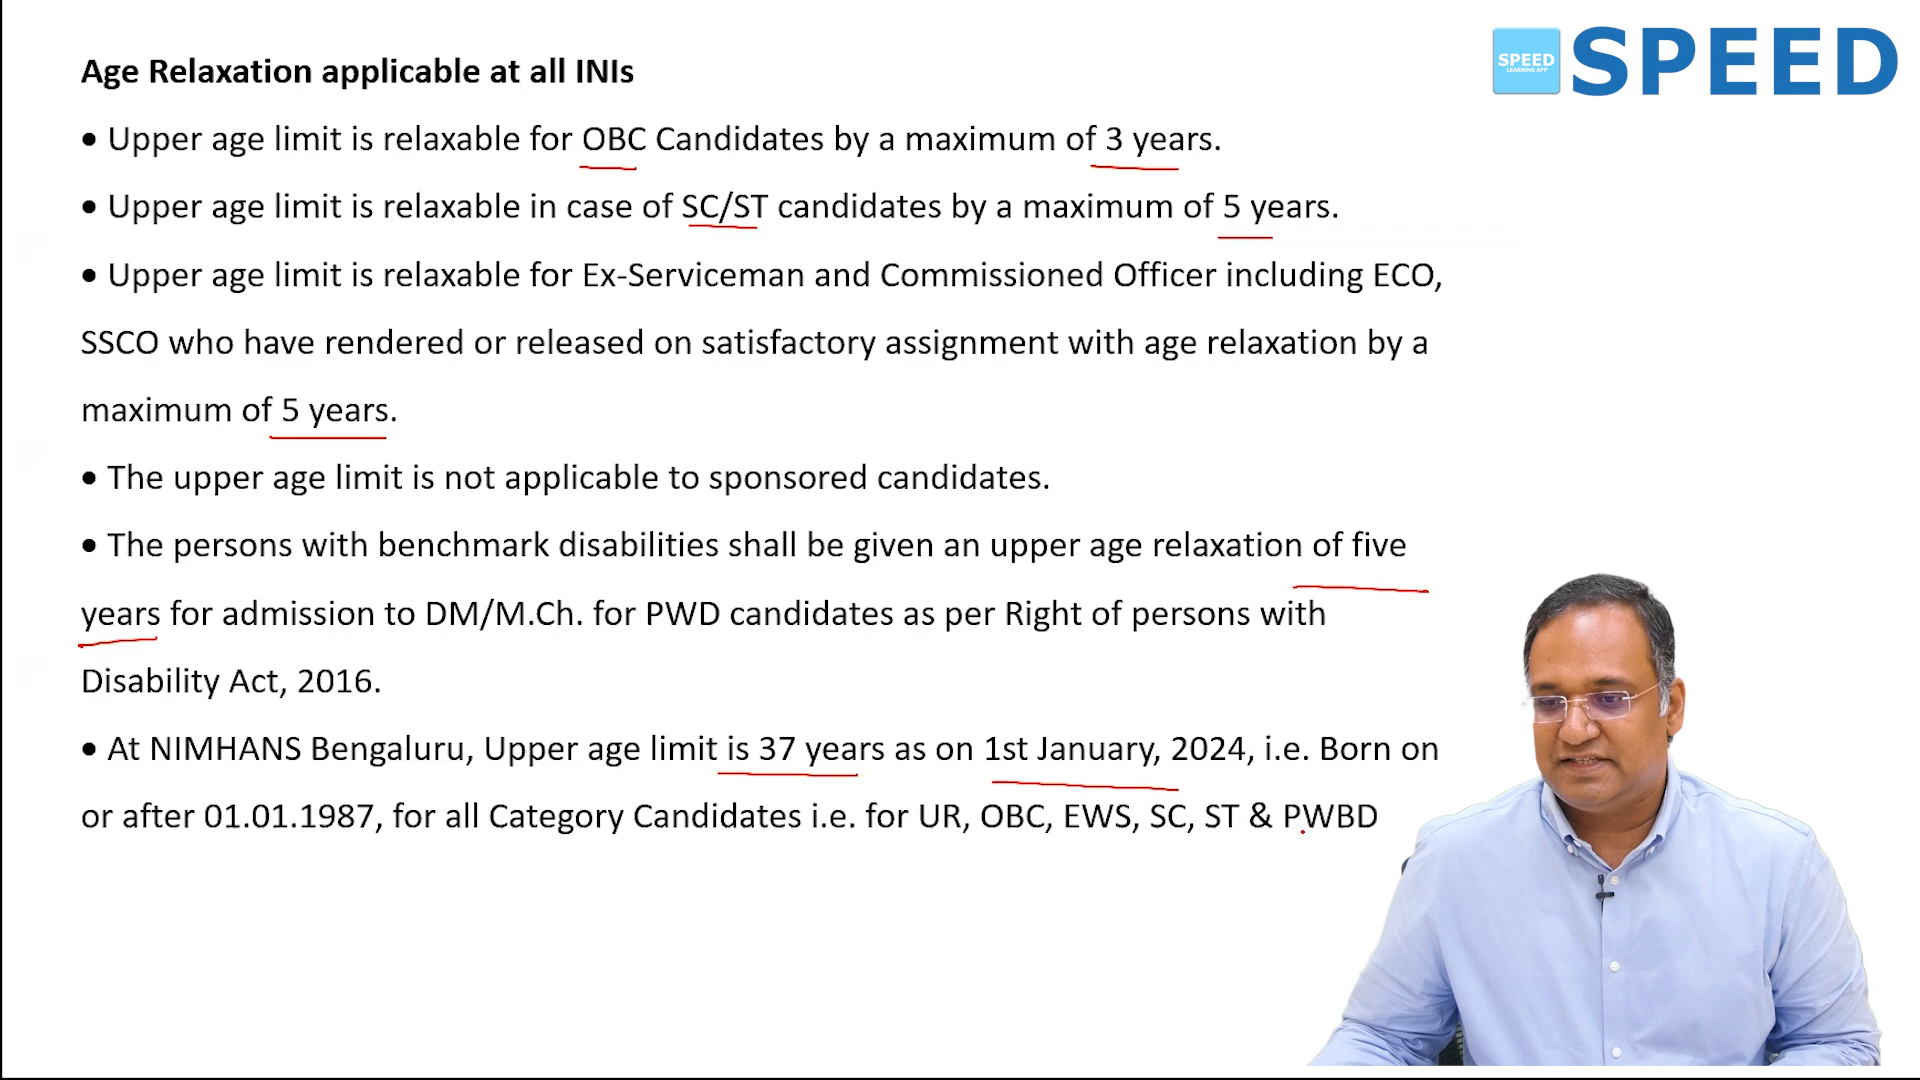 SPEED
LEARNING APP
SPEED
Age Relaxation applicable at all INIs
• Upper age limit is relaxable for OBC Candidates by a maximum of 3 years.
• Upper age limit is relaxable in case of SC/ST candidates by a maximum of 5 years.
• Upper age limit is relaxable for Ex-Serviceman and Commissioned Officer including ECO,
SSCO who have rendered or released on satisfactory assignment with age relaxation by a
maximum of 5 years.
• The upper age limit is not applicable to sponsored candidates.
• The persons with benchmark disabilities shall be given an upper age relaxation of five
years for admission to DM/M.Ch. for PWD candidates as per Right of persons with
Disability Act, 2016.
• At NIMHANS Bengaluru, Upper age limit is 37 years as on 1st January, 2024, i.e. Born on
or after 01.01.1987, for all Category Candidates i.e. for UR, OBC, EWS, SC, ST & PWBD